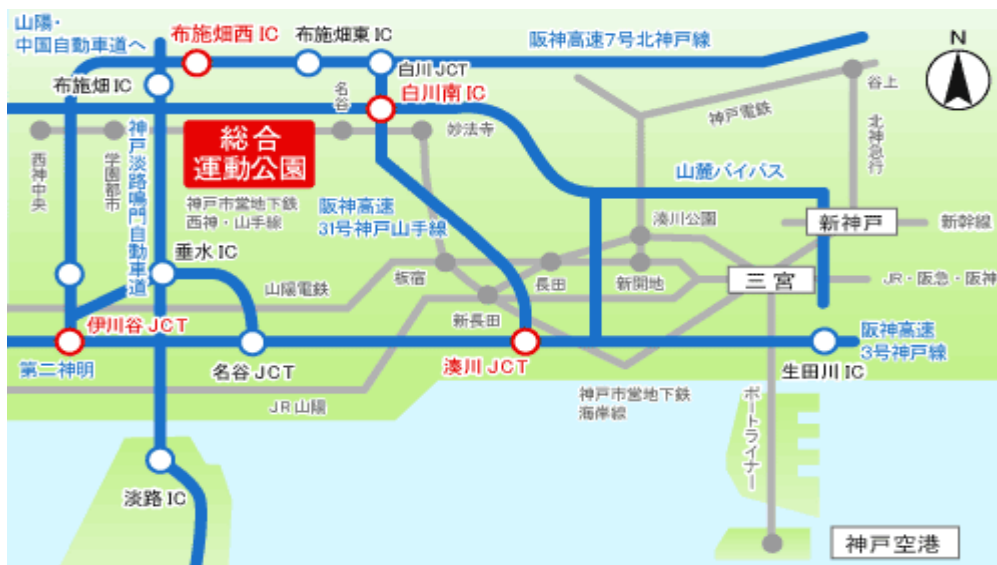 山陽・
中国自動車道へ
布施畑西 IC
布施畑東 IC
阪神高速7号北神戸線
N
布施畑 IC
白川 JCT
白川南 IC
名谷
谷上
神戸電鉄
北神急行
妙法寺
総合
運動公園
西神中央
学園都市
神戸淡路鳴門自動車道
神戸市営地下鉄
西神・山手線
阪神高速
31号神戸山手線
山麓バイパス
湊川公園
新神戸
新幹線
垂水 IC
山陽電鉄
板宿
長田
新開地
三宮
JR・阪急・阪神
新長田
伊川谷 JCT
第二神明
名谷 JCT
湊川 JCT
阪神高速
3号神戸線
生田川 IC
JR山陽
神戸市営地下鉄
海岸線
ポートライナー
淡路 IC
神戸空港